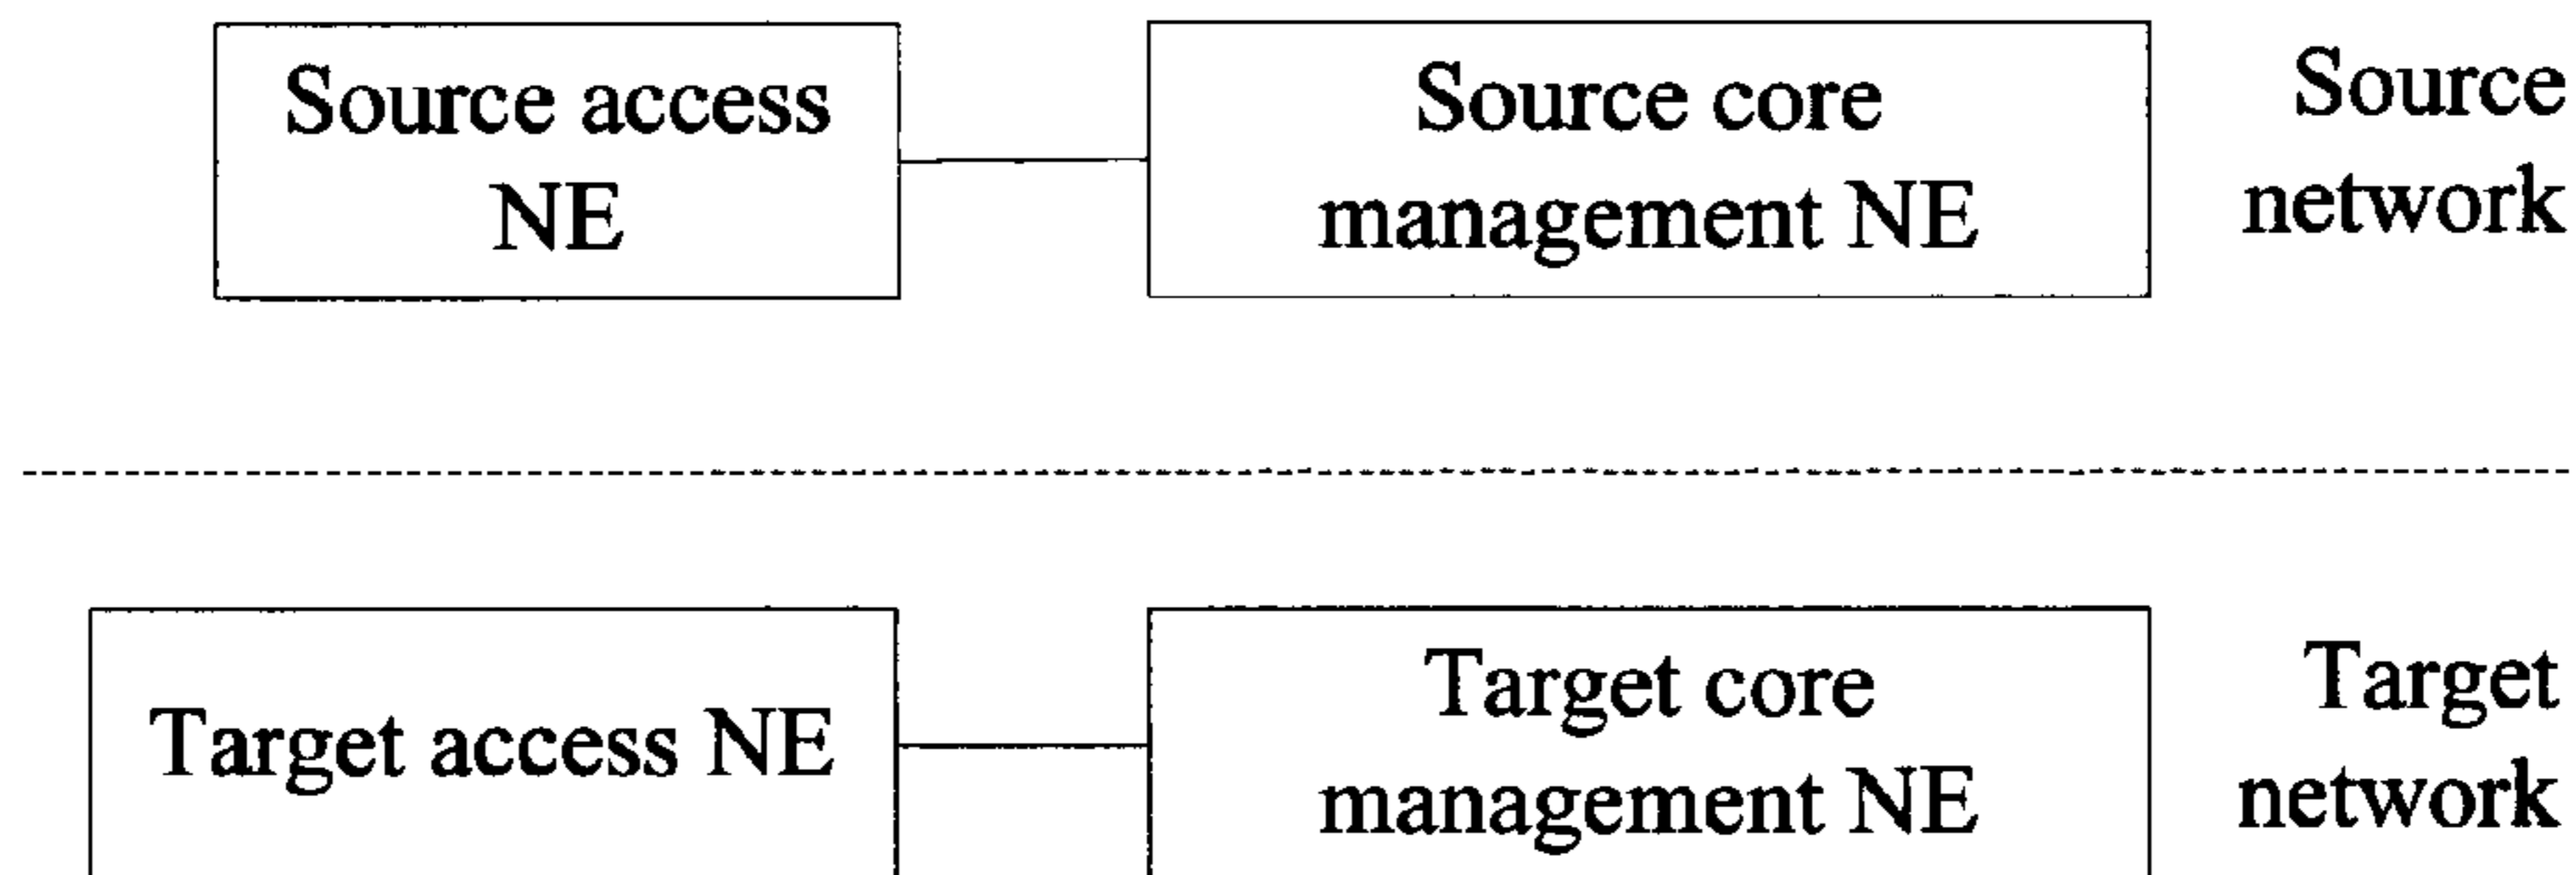 Source access
NE
Source core
management NE
Source
network
Target access NE
Target core
management NE
Target
network